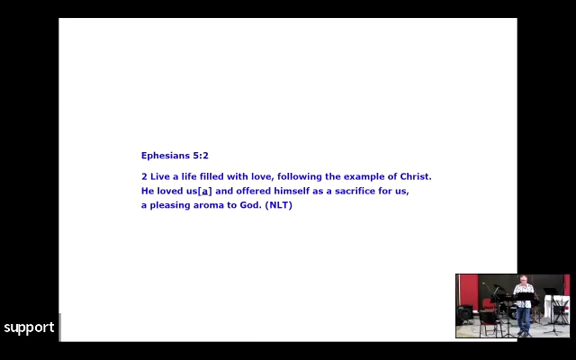 Ephesians 5:2
2 Live a life filled with love, following the example of Christ.
He loved us[a] and offered himself as a sacrifice for us,
a pleasing aroma to God. (NLT)
support